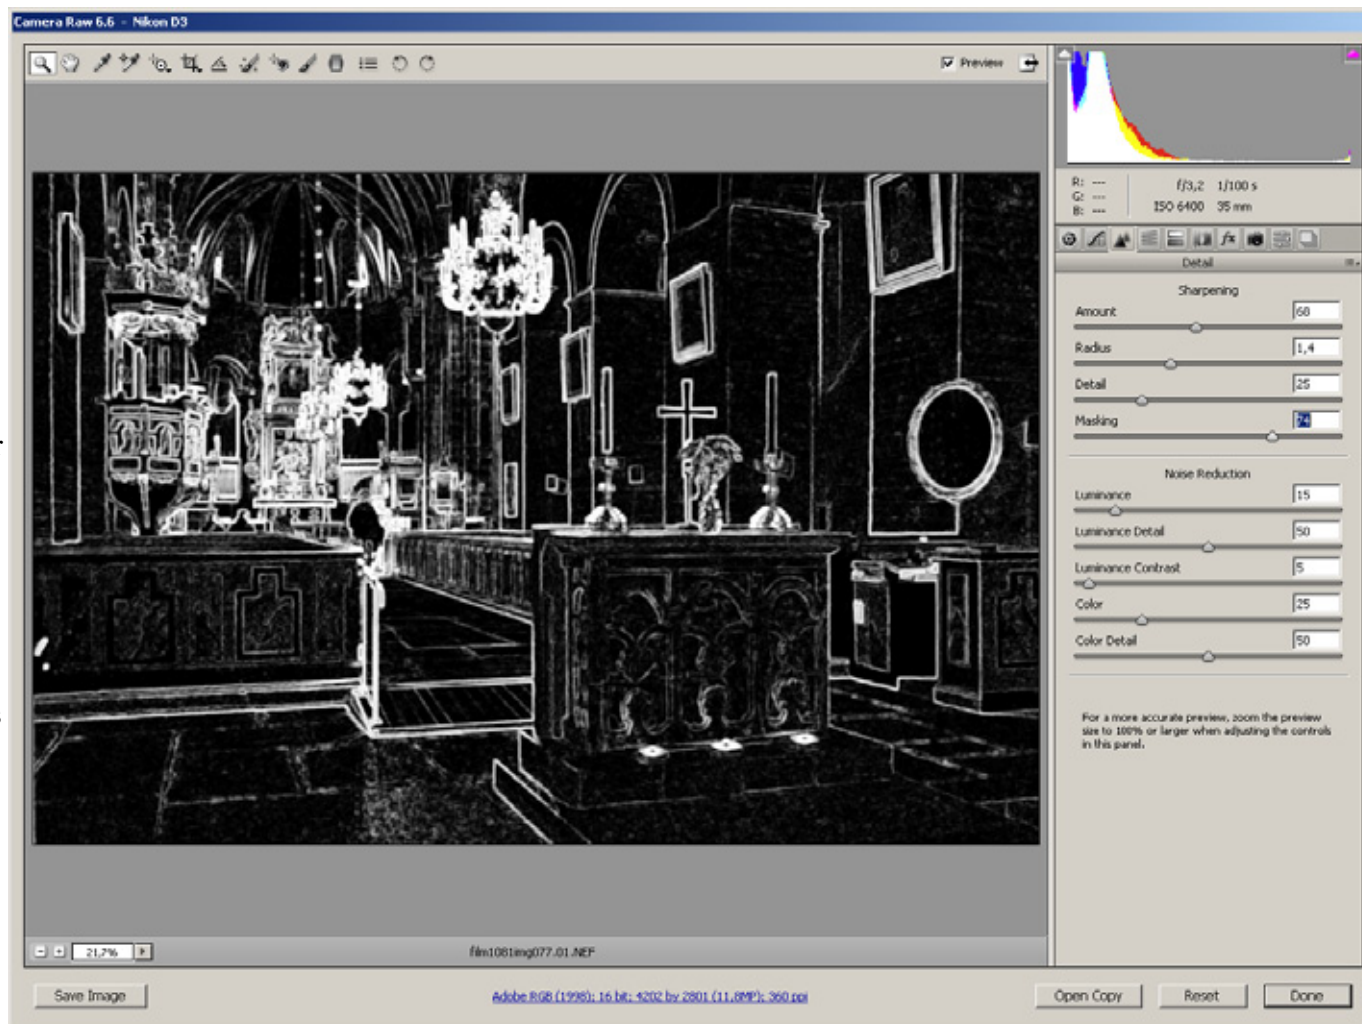 Camera Raw 6.6 - Nikon D3
Preview
R: ---
G: ---
B: ---
f/3,2 1/100 s
ISO 6400 35 mm
Detail
Sharpening
Amount 68
Radius 1,4
Detail 25
Masking 74
Noise Reduction
Luminance 15
Luminance Detail 50
Luminance Contrast 5
Color 25
Color Detail 50
For a more accurate preview, zoom the preview
size to 100% or larger when adjusting the controls
in this panel.
21,7%
film1081img077.01.NEF
Save Image
Adobe RGB (1998); 16 bit; 4202 by 2801 (11,8MP); 360 ppi
Open Copy
Reset
Done